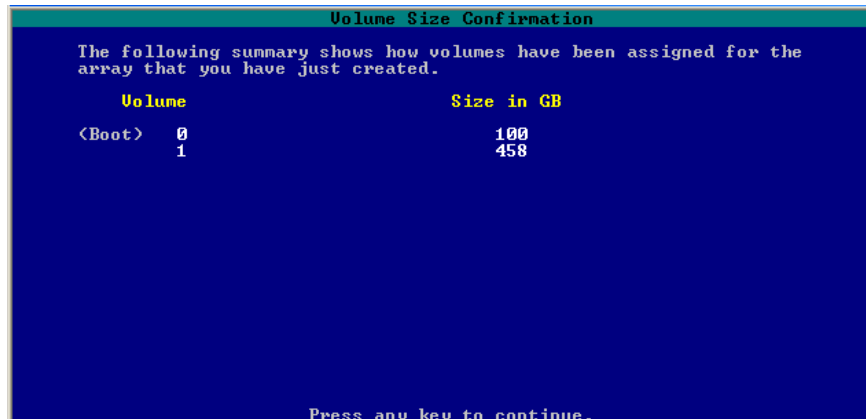 Volume Size Confirmation
The following summary shows how volumes have been assigned for the
array that you have just created.
Volume Size in GB
(Boot) 0 100
1 458
Press any key to continue.